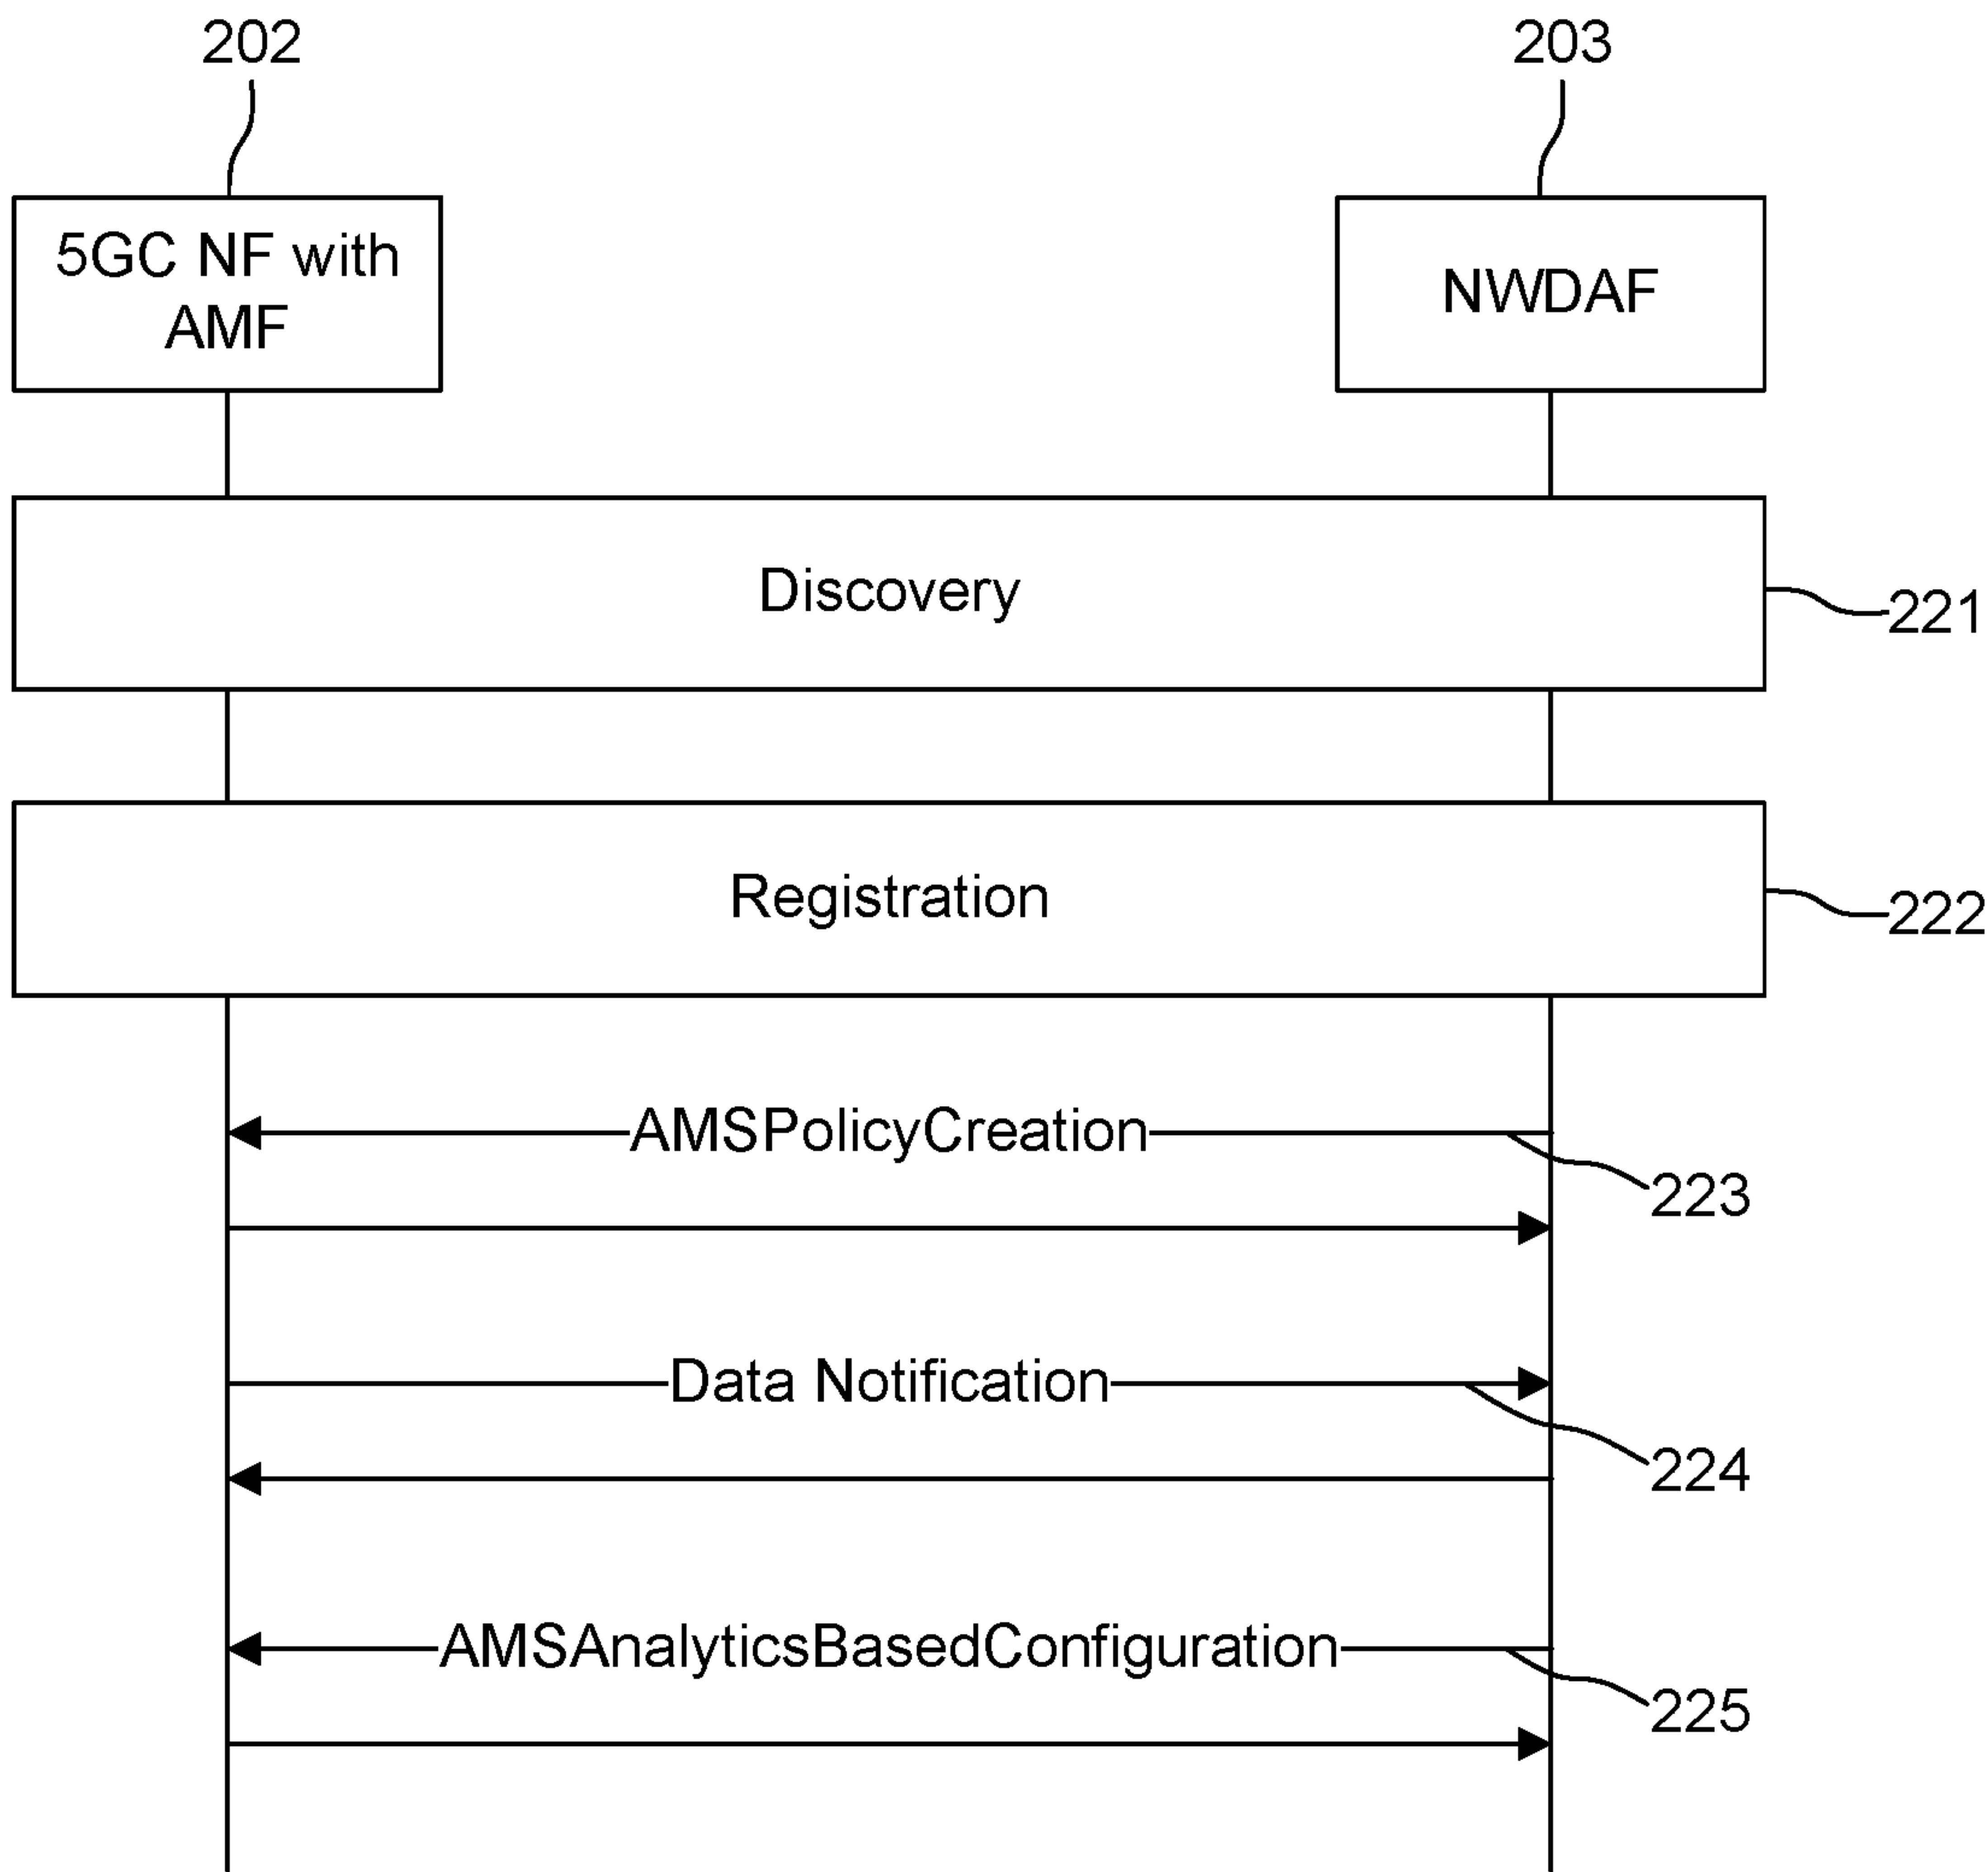 202
203
5GC NF with
AMF
NWDAF
Discovery
221
Registration
222
AMSPolicyCreation
223
Data Notification
224
AMSAnalyticsBasedConfiguration
225